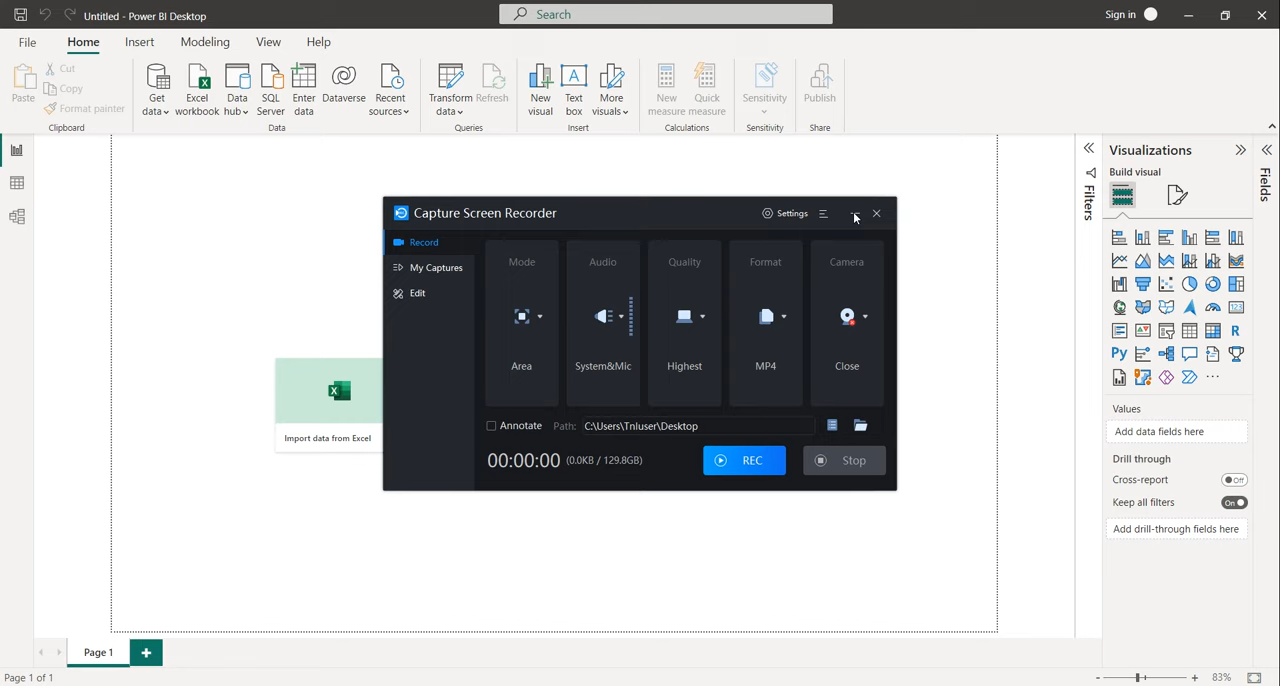 Untitled - Power BI Desktop
Search
Sign in
File
Home
Insert
Modeling
View
Help
Paste
Cut
Copy
Format painter
Clipboard
Get data
Excel workbook
Data hub
SQL Server
Enter data
Dataverse
Recent sources
Data
Transform data
Refresh
Queries
New visual
Text box
More visuals
Insert
New measure
Quick measure
Calculations
Sensitivity
Sensitivity
Publish
Share
Import data from Excel
Capture Screen Recorder
Settings
Record
My Captures
Edit
Mode
Area
Audio
System&Mic
Quality
Highest
Format
MP4
Camera
Close
Annotate
Path:
C:\Users\Tnluser\Desktop
00:00:00
(0.0KB / 129.8GB)
REC
Stop
Filters
Visualizations
Build visual
R
Py
123
Values
Add data fields here
Drill through
Cross-report
Off
Keep all filters
On
Add drill-through fields here
Fields
Page 1
Page 1 of 1
83%